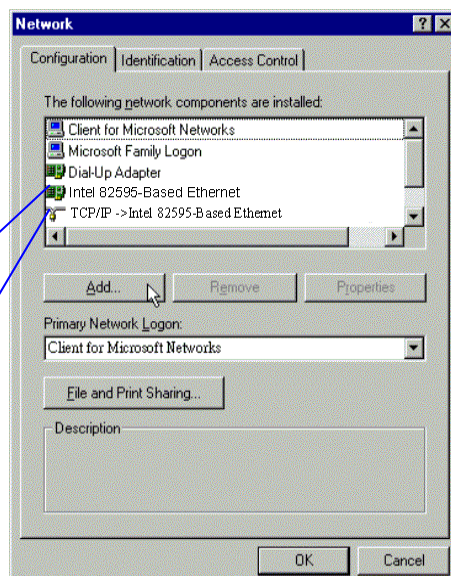 Network
Configuration Identification Access Control
The following network components are installed:
Client for Microsoft Networks
Microsoft Family Logon
Dial-Up Adapter
Intel 82595-Based Ethernet
TCP/IP ->Intel 82595-Based Ethernet
Add... Remove Properties
Primary Network Logon:
Client for Microsoft Networks
File and Print Sharing...
Description
OK Cancel